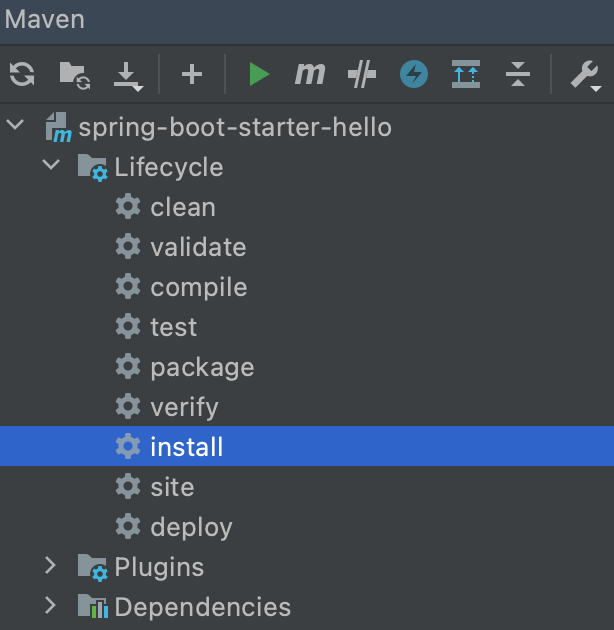 Maven
m
spring-boot-starter-hello
Lifecycle
clean
validate
compile
test
package
verify
install
site
deploy
Plugins
Dependencies